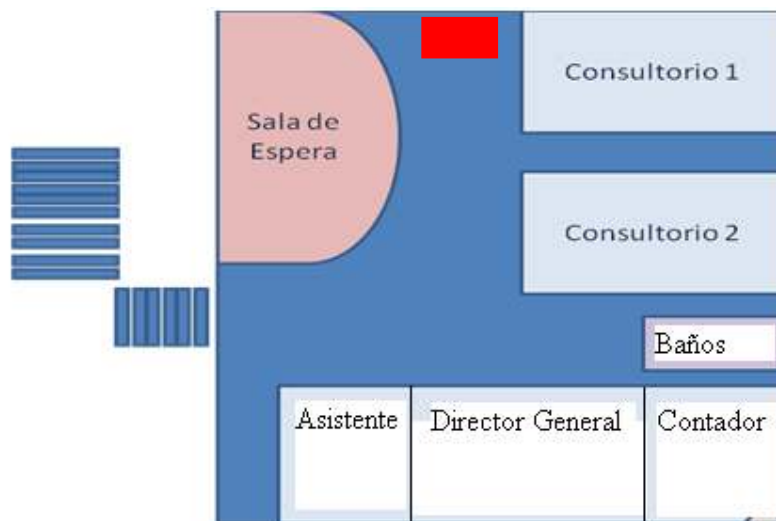 Consultorio 1
Sala de
Espera
Consultorio 2
Baños
Asistente
Director General
Contador